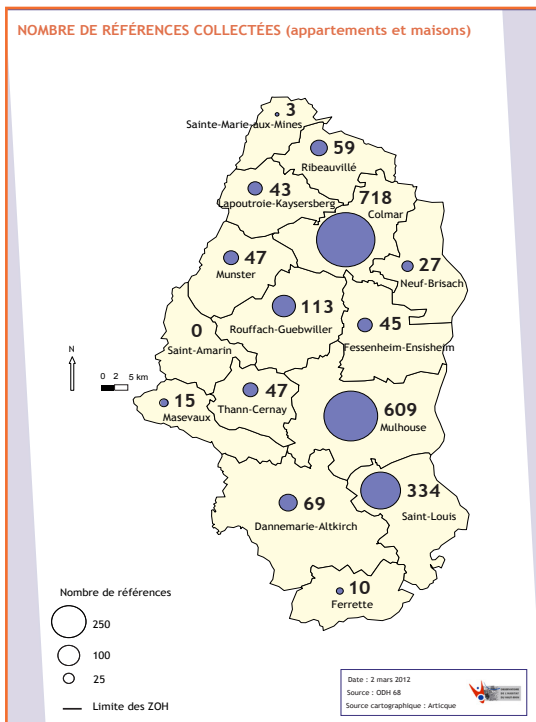 NOMBRE DE RÉFÉRENCES COLLECTÉES (appartements et maisons)
3
Sainte-Marie-aux-Mines
59
Ribeauvillé
43
Lapoutroie-Kaysersberg
718
Colmar
47
Munster
27
Neuf-Brisach
113
Rouffach-Guebwiller
45
Fessenheim-Ensisheim
0
Saint-Amarin
N
0 2 5 km
15
Masevaux
47
Thann-Cernay
609
Mulhouse
334
Saint-Louis
69
Dannemarie-Altkirch
10
Ferrette
Nombre de références
250
100
25
Limite des ZOH
Date : 2 mars 2012
Source : ODH 68
Source cartographique : Articque